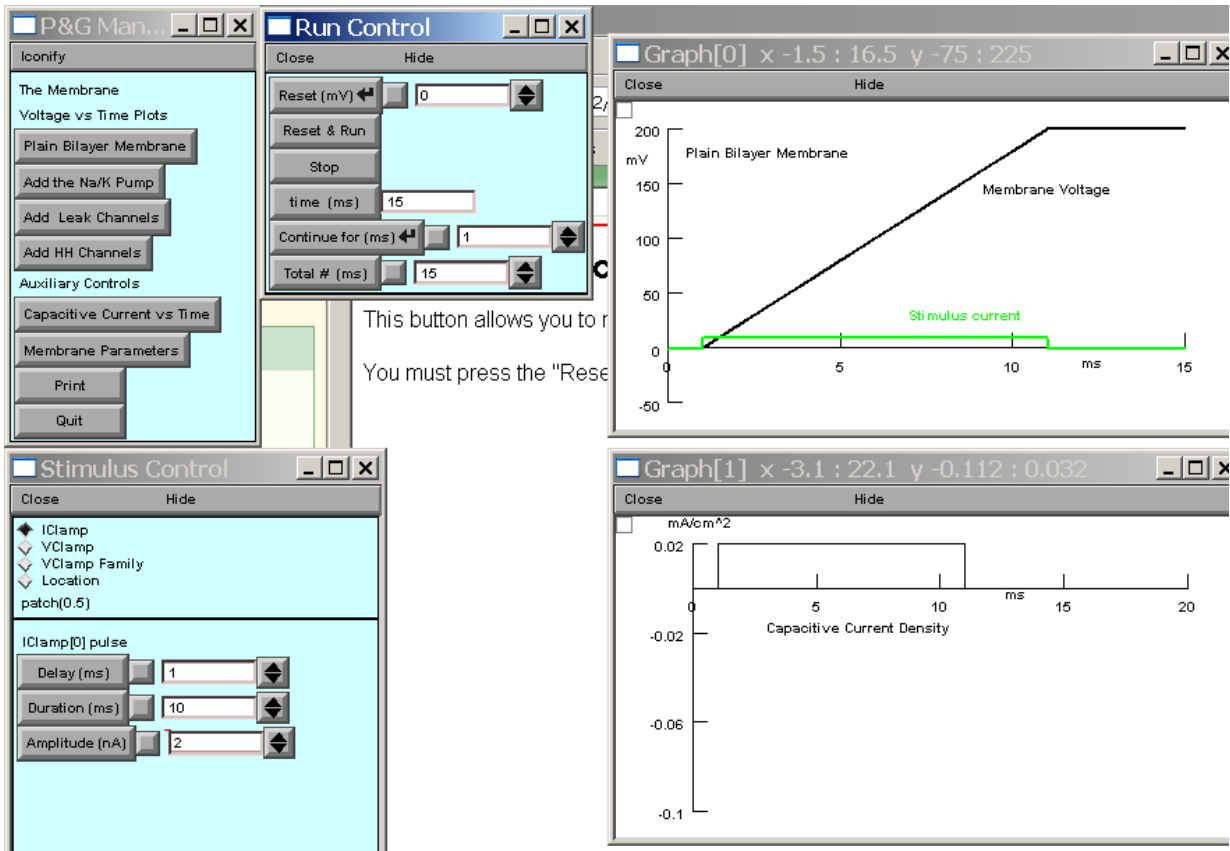 P&G Man...
Iconify
The Membrane
Voltage vs Time Plots
Plain Bilayer Membrane
Add the Na/K Pump
Add Leak Channels
Add HH Channels
Auxiliary Controls
Capacitive Current vs Time
Membrane Parameters
Print
Quit
Run Control
Close Hide
Reset (mV) 0
Reset & Run
Stop
time (ms) 15
Continue for (ms) 1
Total # (ms) 15
This button allows you to
You must press the "Rese
Graph[0] x -1.5 : 16.5 y -75 : 225
Close Hide
200
mV
Plain Bilayer Membrane
150
Membrane Voltage
100
50
Stimulus current
0
0 5 10 ms 15
-50
Stimulus Control
Close Hide
IClamp
VClamp
VClamp Family
Location
patch(0.5)
IClamp[0] pulse
Delay (ms) 1
Duration (ms) 10
Amplitude (nA) 2
Graph[1] x -3.1 : 22.1 y -0.112 : 0.032
Close Hide
mA/cm^2
0.02
0 5 10 ms 15 20
Capacitive Current Density
-0.02
-0.06
-0.1